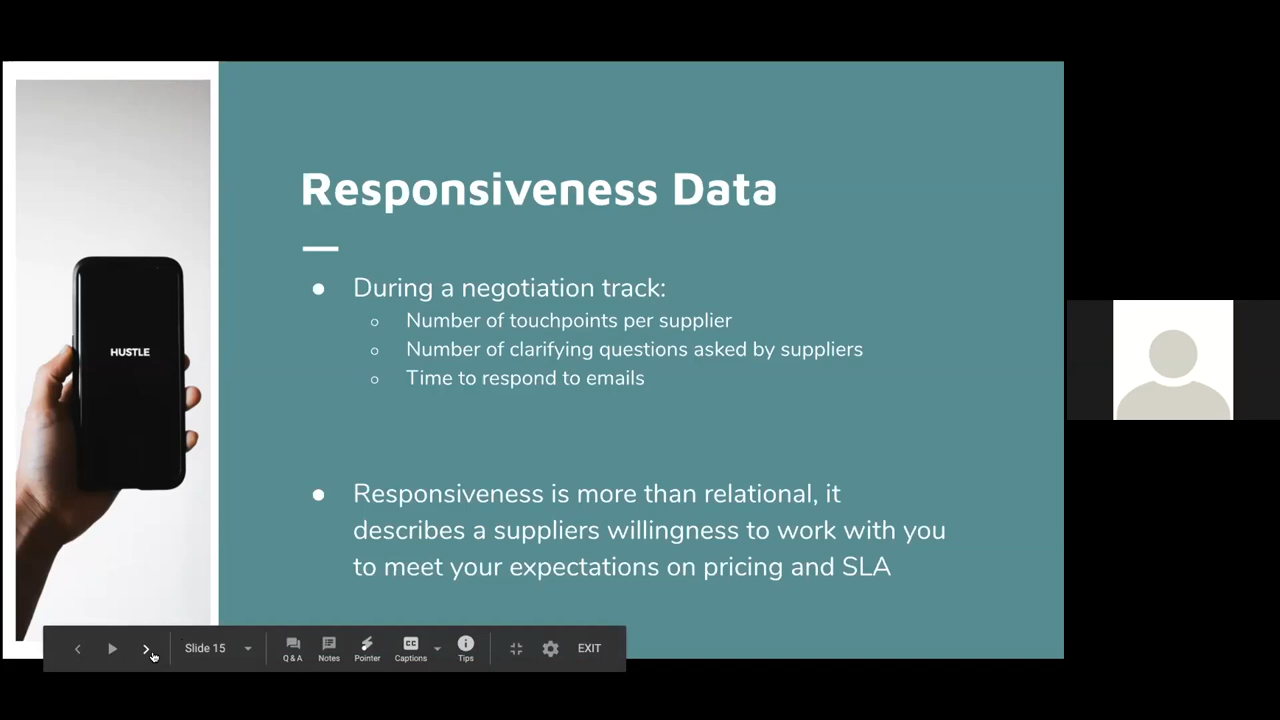 Responsiveness Data
● During a negotiation track:
○ Number of touchpoints per supplier
○ Number of clarifying questions asked by suppliers
○ Time to respond to emails
● Responsiveness is more than relational, it
describes a suppliers willingness to work with you
to meet your expectations on pricing and SLA
HUSTLE
Slide 15
Q & A
Notes
Pointer
CC
Captions
Tips
EXIT